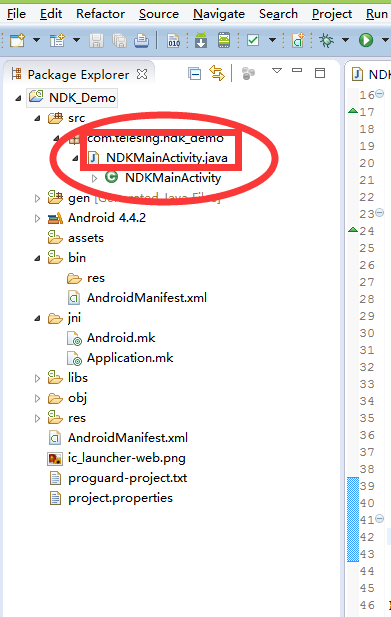 File Edit Refactor Source Navigate Search Project Run
Package Explorer
NDK_Demo
src
com.telesing.ndk_demo
NDKMainActivity.java
NDKMainActivity
gen [Generated Java Files]
Android 4.4.2
assets
bin
res
AndroidManifest.xml
jni
Android.mk
Application.mk
libs
obj
res
AndroidManifest.xml
ic_launcher-web.png
proguard-project.txt
project.properties
NDK
16
17
18
19
20
21
22
23
24
25
26
27
28
29
30
31
32
33
34
35
36
37
38
39
40
41
42
43
44
45
46